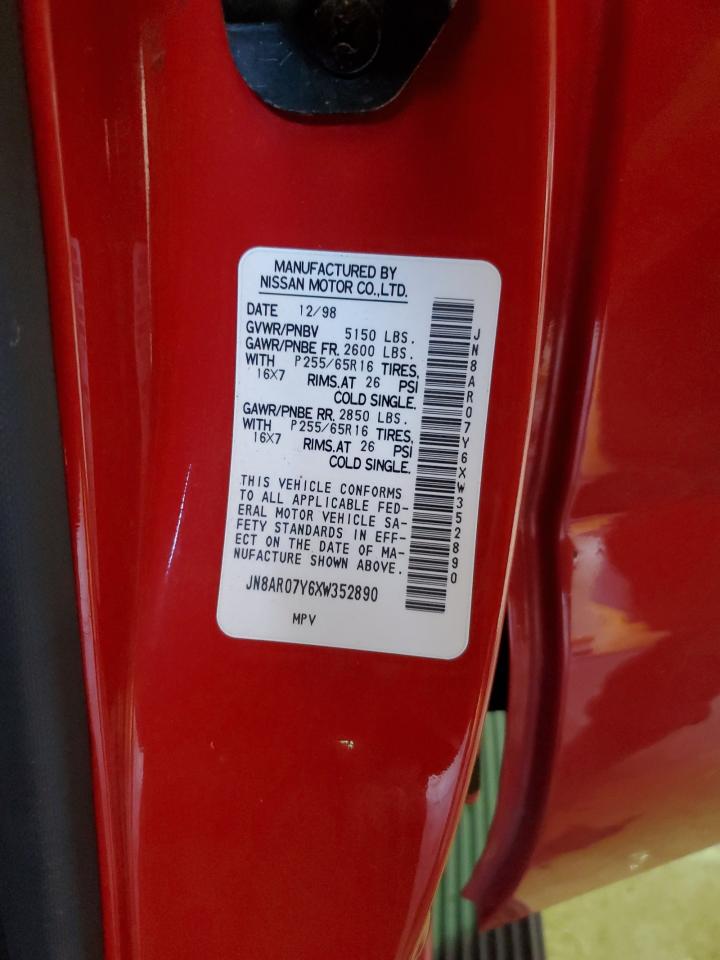 MANUFACTURED BY
NISSAN MOTOR CO.,LTD.
DATE 12/98
GVWR/PNBV 5150 LBS.
GAWR/PNBE FR. 2600 LBS.
WITH P255/65R16 TIRES,
16X7 RIMS.AT 26 PSI
COLD SINGLE.
GAWR/PNBE RR. 2850 LBS.
WITH P255/65R16 TIRES,
16X7 RIMS.AT 26 PSI
COLD SINGLE.
THIS VEHICLE CONFORMS
TO ALL APPLICABLE FED-
ERAL MOTOR VEHICLE SA-
FETY STANDARDS IN EFF-
ECT ON THE DATE OF MA-
NUFACTURE SHOWN ABOVE.
JN8AR07Y6XW352890
MPV
JN8AR07Y6XW352890